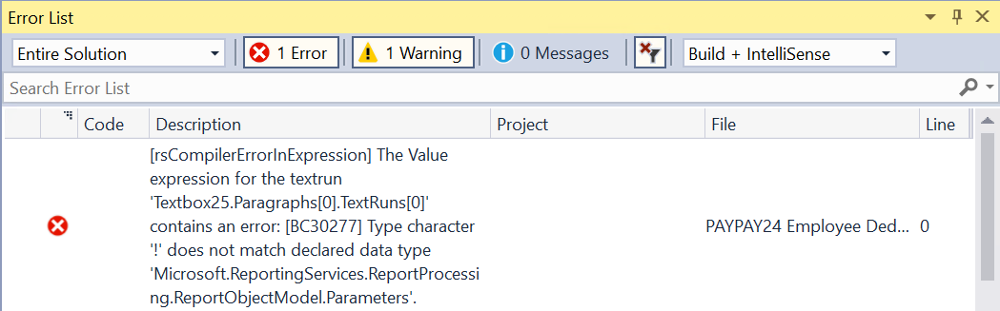 Error List
Entire Solution
1 Error
1 Warning
0 Messages
Build + IntelliSense
Search Error List
Code
Description
Project
File
Line
[rsCompilerErrorInExpression] The Value
expression for the textrun
'Textbox25.Paragraphs[0].TextRuns[0]'
contains an error: [BC30277] Type character
'!' does not match declared data type
'Microsoft.ReportingServices.ReportProcessi
ng.ReportObjectModel.Parameters'.
PAYPAY24 Employee Ded...
0